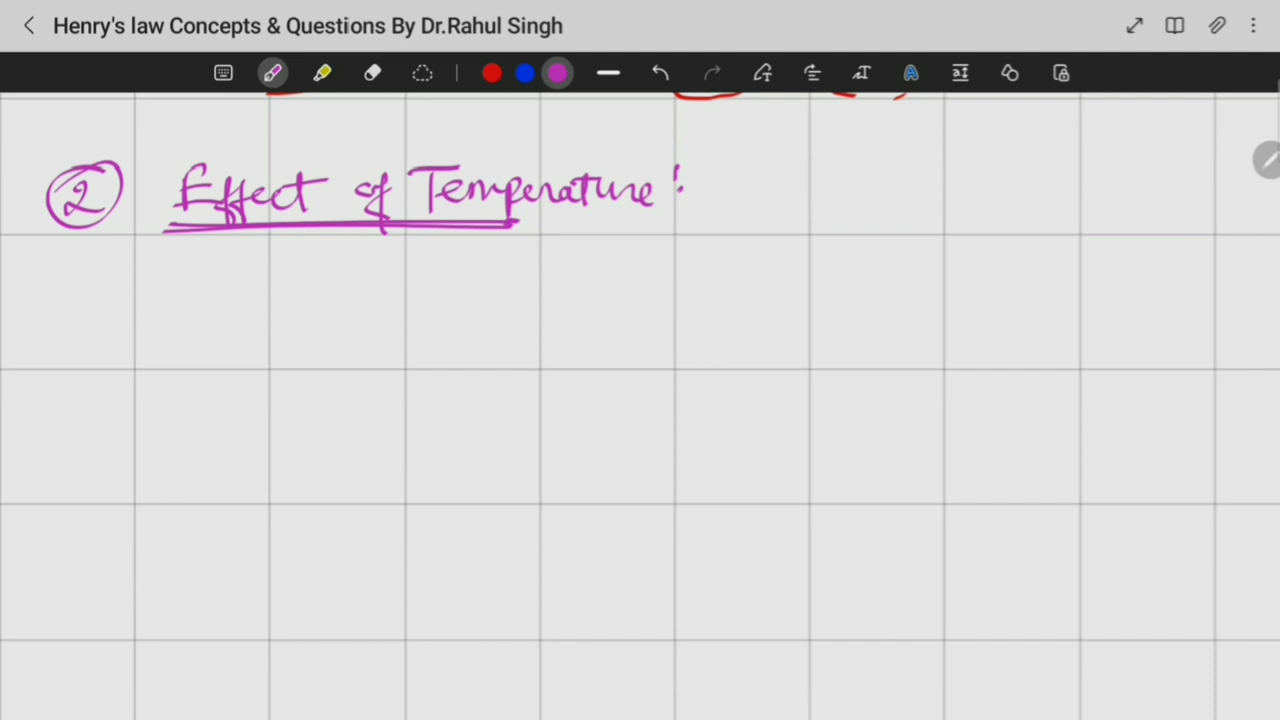 Henry's law Concepts & Questions By Dr.Rahul Singh
② Effect of Temperature :